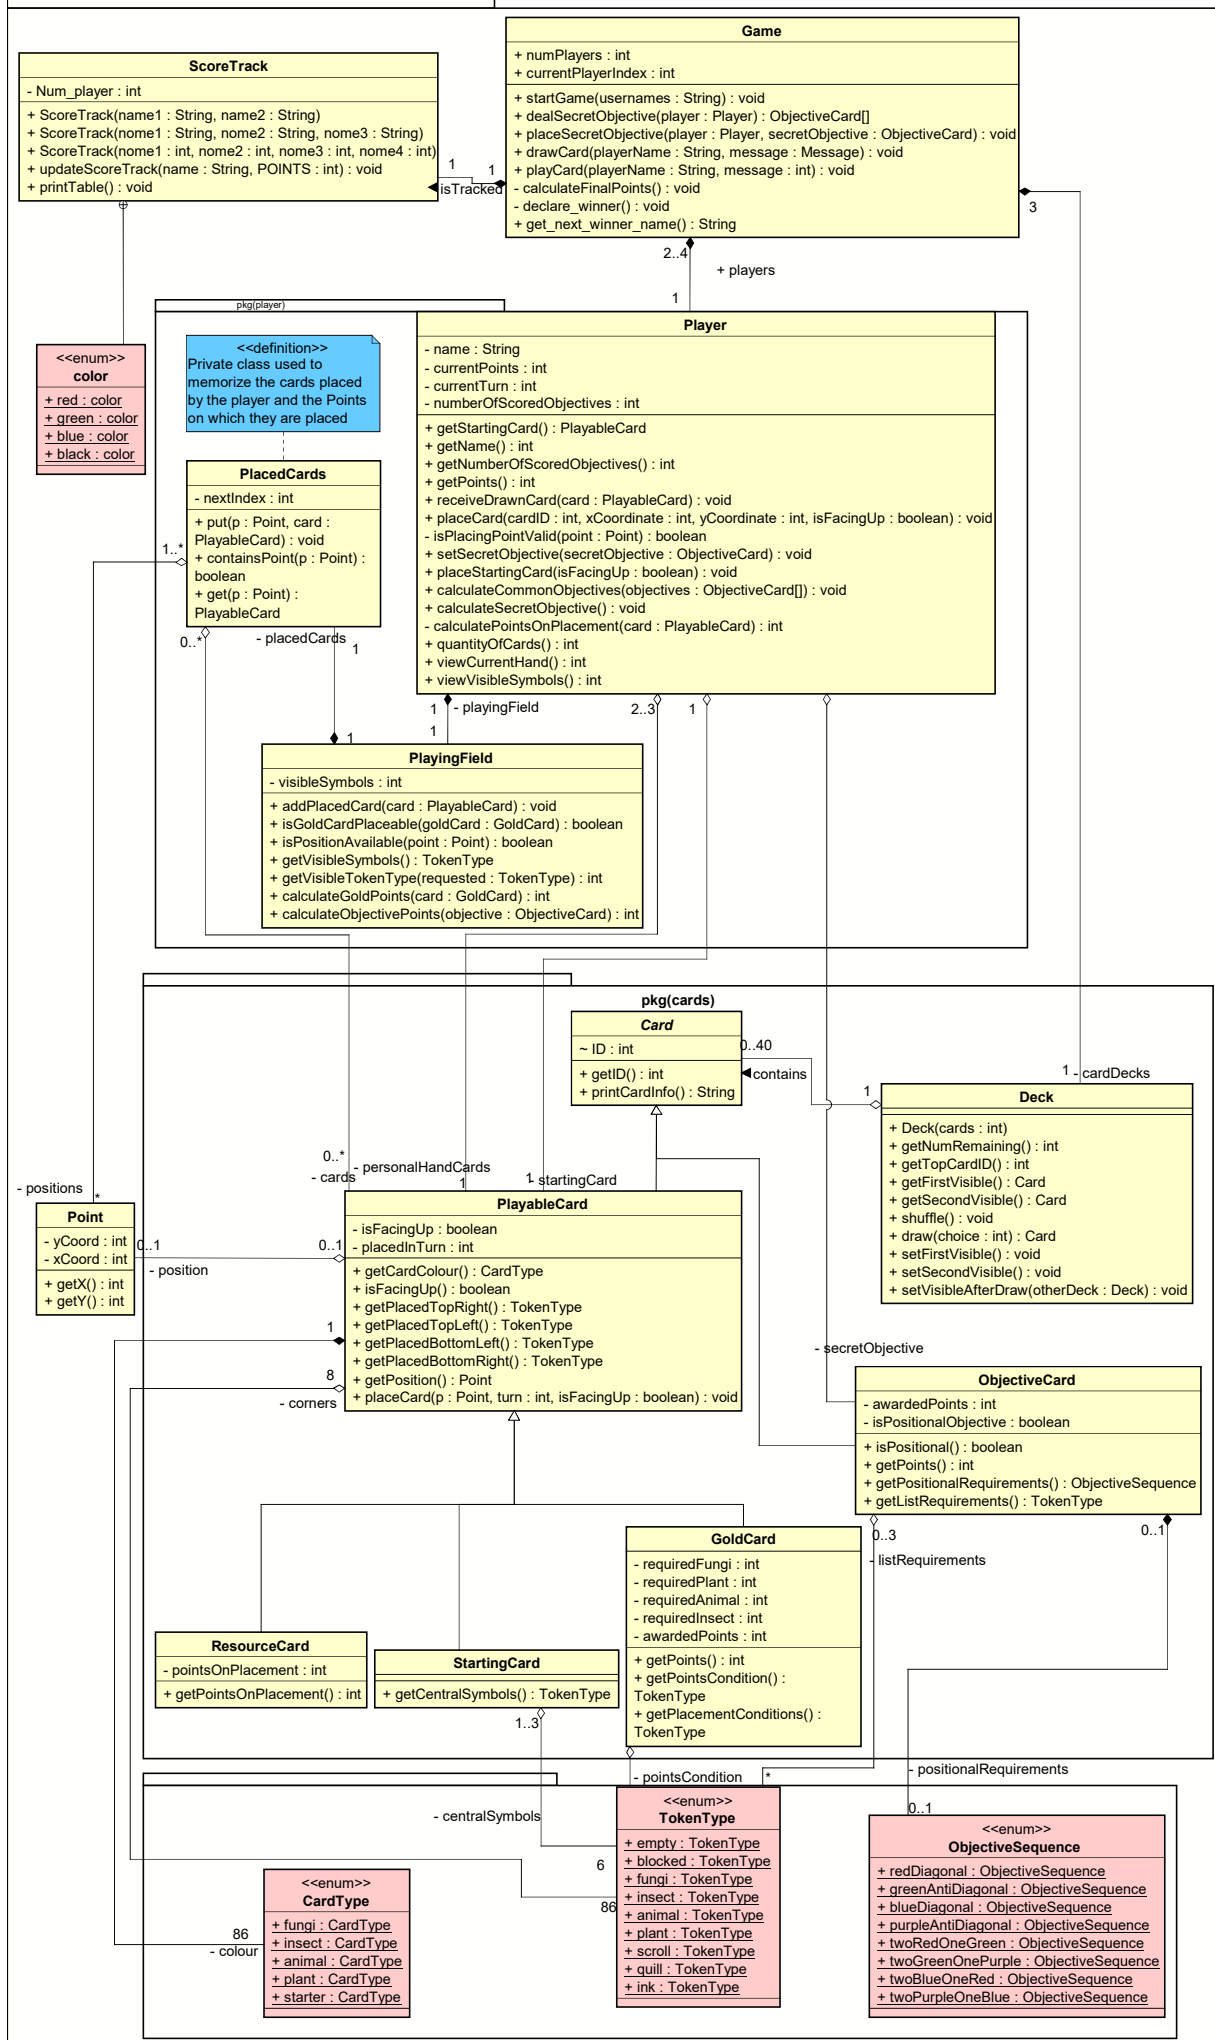 Game
+ numPlayers : int
+ currentPlayerIndex : int
+ startGame(usernames : String) : void
+ dealSecretObjective(player : Player) : ObjectiveCard[]
+ placeSecretObjective(player : Player, secretObjective : ObjectiveCard) : void
+ drawCard(playerName : String, message : Message) : void
+ playCard(playerName : String, message : int) : void
- calculateFinalPoints() : void
- declare_winner() : void
+ get_next_winner_name() : String
ScoreTrack
- Num_player : int
+ ScoreTrack(name1 : String, name2 : String)
+ ScoreTrack(nome1 : String, nome2 : String, nome3 : String)
+ ScoreTrack(nome1 : int, nome2 : int, nome3 : int, nome4 : int)
+ updateScoreTrack(name : String, POINTS : int) : void
+ printTable() : void
1
1
isTracked
3
2..4
+ players
1
pkg(player)
<<enum>>
color
+ red : color
+ green : color
+ blue : color
+ black : color
<<definition>>
Private class used to
memorize the cards placed
by the player and the Points
on which they are placed
Player
- name : String
- currentPoints : int
- currentTurn : int
- numberOfScoredObjectives : int
+ getStartingCard() : PlayableCard
+ getName() : int
+ getNumberOfScoredObjectives() : int
+ getPoints() : int
+ receiveDrawnCard(card : PlayableCard) : void
+ placeCard(cardID : int, xCoordinate : int, yCoordinate : int, isFacingUp : boolean) : void
- isPlacingPointValid(point : Point) : boolean
+ setSecretObjective(secretObjective : ObjectiveCard) : void
+ placeStartingCard(isFacingUp : boolean) : void
+ calculateCommonObjectives(objectives : ObjectiveCard[]) : void
+ calculateSecretObjective() : void
- calculatePointsOnPlacement(card : PlayableCard) : int
+ quantityOfCards() : int
+ viewCurrentHand() : int
+ viewVisibleSymbols() : int
PlacedCards
- nextIndex : int
+ put(p : Point, card :
PlayableCard) : void
+ containsPoint(p : Point) :
boolean
+ get(p : Point) :
PlayableCard
1..*
0..*
- placedCards
1
1
- playingField
2..3
1
1
1
PlayingField
- visibleSymbols : int
+ addPlacedCard(card : PlayableCard) : void
+ isGoldCardPlaceable(goldCard : GoldCard) : boolean
+ isPositionAvailable(point : Point) : boolean
+ getVisibleSymbols() : TokenType
+ getVisibleTokenType(requested : TokenType) : int
+ calculateGoldPoints(card : GoldCard) : int
+ calculateObjectivePoints(objective : ObjectiveCard) : int
pkg(cards)
Card
~ ID : int
+ getID() : int
+ printCardInfo() : String
0..40
contains
1
1
- cardDecks
Deck
+ Deck(cards : int)
+ getNumRemaining() : int
+ getTopCardID() : int
+ getFirstVisible() : Card
+ getSecondVisible() : Card
+ shuffle() : void
+ draw(choice : int) : Card
+ setFirstVisible() : void
+ setSecondVisible() : void
+ setVisibleAfterDraw(otherDeck : Deck) : void
0..*
- cards
- personalHandCards
1
1
- startingCard
- positions
*
Point
- yCoord : int
- xCoord : int
+ getX() : int
+ getY() : int
0..1
- position
0..1
PlayableCard
- isFacingUp : boolean
- placedInTurn : int
+ getCardColour() : CardType
+ isFacingUp() : boolean
+ getPlacedTopRight() : TokenType
+ getPlacedTopLeft() : TokenType
+ getPlacedBottomLeft() : TokenType
+ getPlacedBottomRight() : TokenType
+ getPosition() : Point
+ placeCard(p : Point, turn : int, isFacingUp : boolean) : void
1
8
- corners
- secretObjective
ObjectiveCard
- awardedPoints : int
- isPositionalObjective : boolean
+ isPositional() : boolean
+ getPoints() : int
+ getPositionalRequirements() : ObjectiveSequence
+ getListRequirements() : TokenType
0..3
- listRequirements
0..1
GoldCard
- requiredFungi : int
- requiredPlant : int
- requiredAnimal : int
- requiredInsect : int
- awardedPoints : int
+ getPoints() : int
+ getPointsCondition() :
TokenType
+ getPlacementConditions() :
TokenType
ResourceCard
- pointsOnPlacement : int
+ getPointsOnPlacement() : int
StartingCard
+ getCentralSymbols() : TokenType
1..3
- pointsCondition
*
- positionalRequirements
- centralSymbols
0..1
6
86
86
- colour
<<enum>>
TokenType
+ empty : TokenType
+ blocked : TokenType
+ fungi : TokenType
+ insect : TokenType
+ animal : TokenType
+ plant : TokenType
+ scroll : TokenType
+ quill : TokenType
+ ink : TokenType
<<enum>>
ObjectiveSequence
+ redDiagonal : ObjectiveSequence
+ greenAntiDiagonal : ObjectiveSequence
+ blueDiagonal : ObjectiveSequence
+ purpleAntiDiagonal : ObjectiveSequence
+ twoRedOneGreen : ObjectiveSequence
+ twoGreenOnePurple : ObjectiveSequence
+ twoBlueOneRed : ObjectiveSequence
+ twoPurpleOneBlue : ObjectiveSequence
<<enum>>
CardType
+ fungi : CardType
+ insect : CardType
+ animal : CardType
+ plant : CardType
+ starter : CardType